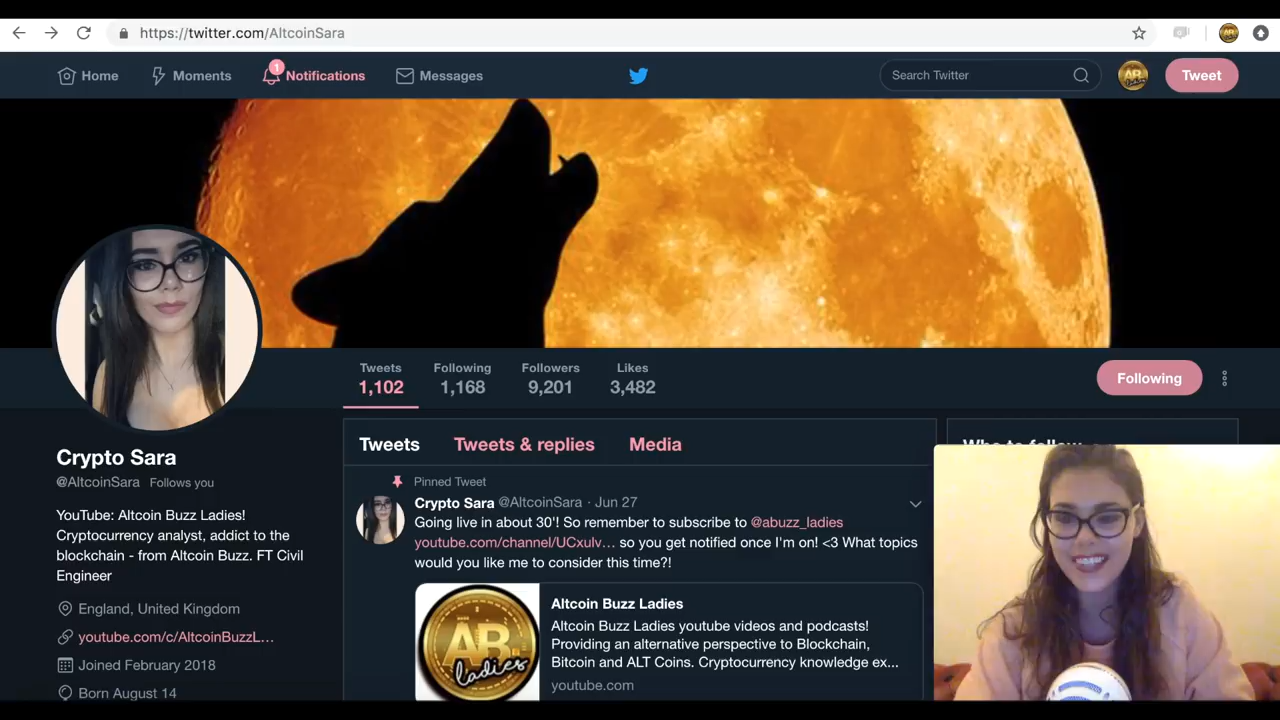 https://twitter.com/AltcoinSara
Home
Moments
1
Notifications
Messages
Search Twitter
AB
ladies
Tweet
Tweets
1,102
Following
1,168
Followers
9,201
Likes
3,482
Following
Crypto Sara
@AltcoinSara Follows you
YouTube: Altcoin Buzz Ladies!
Cryptocurrency analyst, addict to the
blockchain - from Altcoin Buzz. FT Civil
Engineer
England, United Kingdom
youtube.com/c/AltcoinBuzzL…
Joined February 2018
Born August 14
Tweets
Tweets & replies
Media
Who to follow
Pinned Tweet
Crypto Sara @AltcoinSara · Jun 27
Going live in about 30'! So remember to subscribe to @abuzz_ladies
youtube.com/channel/UCxulv… so you get notified once I'm on! <3 What topics
would you like me to consider this time?!
AB
ladies
Altcoin Buzz Ladies
Altcoin Buzz Ladies youtube videos and podcasts!
Providing an alternative perspective to Blockchain,
Bitcoin and ALT Coins. Cryptocurrency knowledge ex...
youtube.com